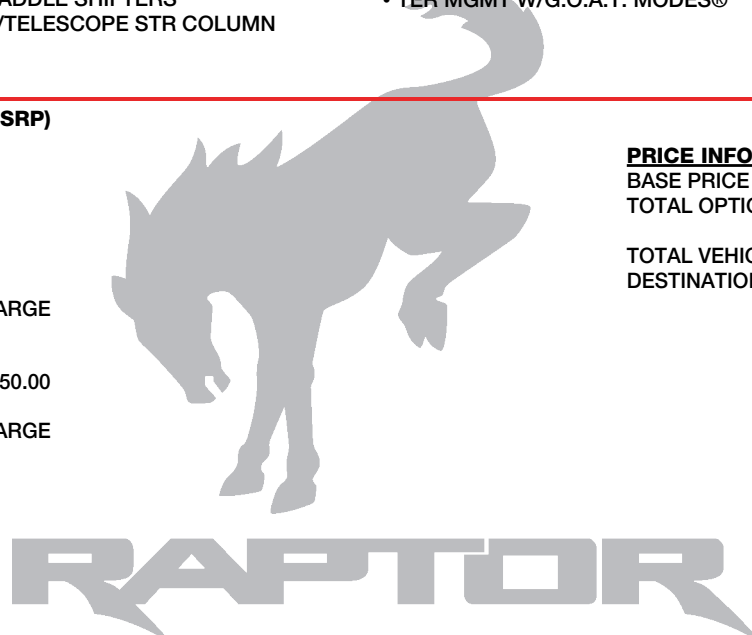 ADDLE SHIFTERS
/TELESCOPE STR COLUMN
• TER MGMT W/G.O.A.T. MODES®
SRP)
ARGE
50.00
ARGE
PRICE INFO
BASE PRICE
TOTAL OPTIO
TOTAL VEHIC
DESTINATION
RAPTOR